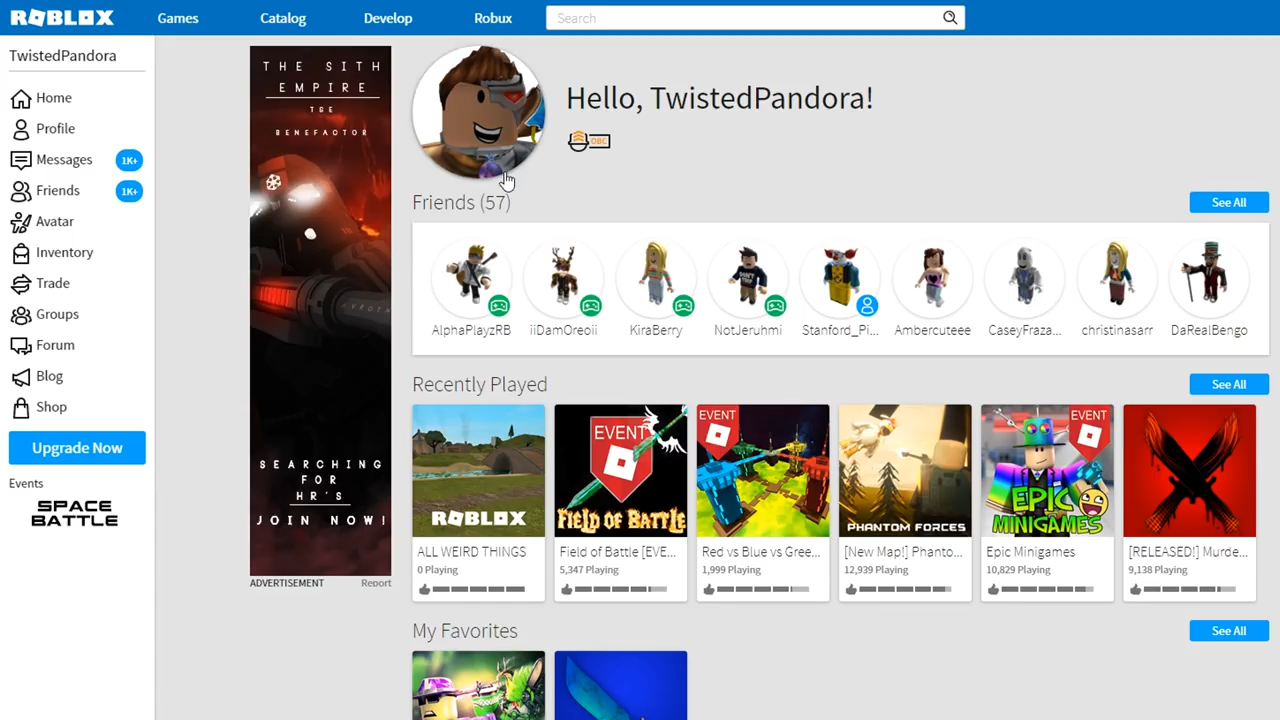 ROBLOX
Games
Catalog
Develop
Robux
Search
TwistedPandora
Home
Profile
Messages
1K+
Friends
1K+
Avatar
Inventory
Trade
Groups
Forum
Blog
Shop
Upgrade Now
Events
SPACE
BATTLE
THE SITH
EMPIRE
TGE
BENEFACTOR
SEARCHING
FOR
HR'S
JOIN NOW!
ADVERTISEMENT
Report
Hello, TwistedPandora!
OBC
Friends (57)
See All
AlphaPlayzRB
iiDamOreoii
KiraBerry
NotJeruhmi
Stanford_Pi...
Ambercuteee
CaseyFraza...
christinasarr
DaRealBengo
Recently Played
See All
ROBLOX
EVENT
FIELD OF BATTLE
EVENT
PHANTOM FORCES
EVENT
EPIC
MINIGAMES
ALL WEIRD THINGS
0 Playing
Field of Battle [EVE...
5,347 Playing
Red vs Blue vs Gree...
1,999 Playing
[New Map!] Phanto...
12,939 Playing
Epic Minigames
10,829 Playing
[RELEASED!] Murde...
9,138 Playing
My Favorites
See All